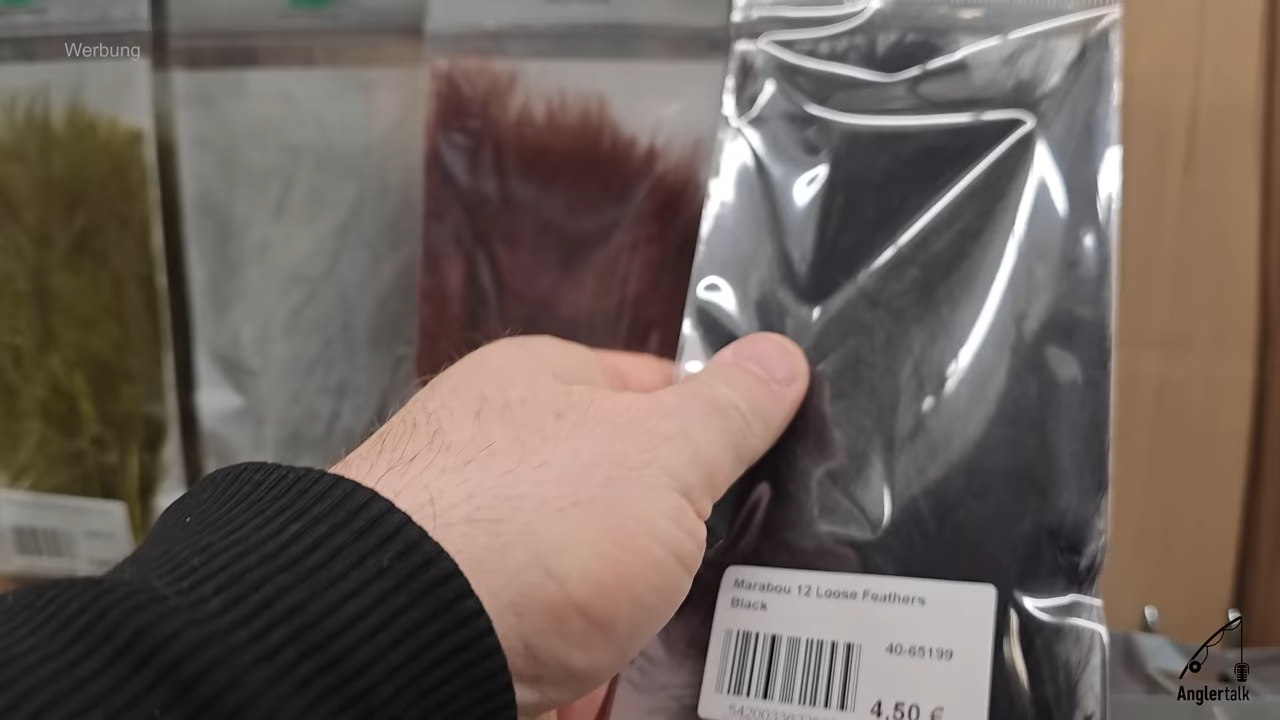 Werbung
Marabou 12 Loose Feathers
Black
40-65199
4,50 €
Anglertalk